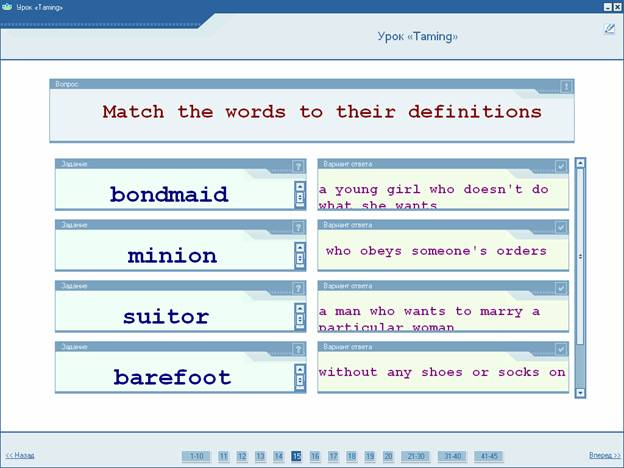 Урок «Taming»
Урок «Taming»
Вопрос
!
Match the words to their definitions
Задание ?
bondmaid
Вариант ответа
a young girl who doesn't do
what she wants
Задание ?
minion
Вариант ответа
who obeys someone's orders
Задание ?
suitor
Вариант ответа
a man who wants to marry a
particular woman
Задание ?
barefoot
Вариант ответа
without any shoes or socks on
<< Назад 1-10 11 12 13 14 15 16 17 18 19 20 21-30 31-40 41-45 Вперед >>